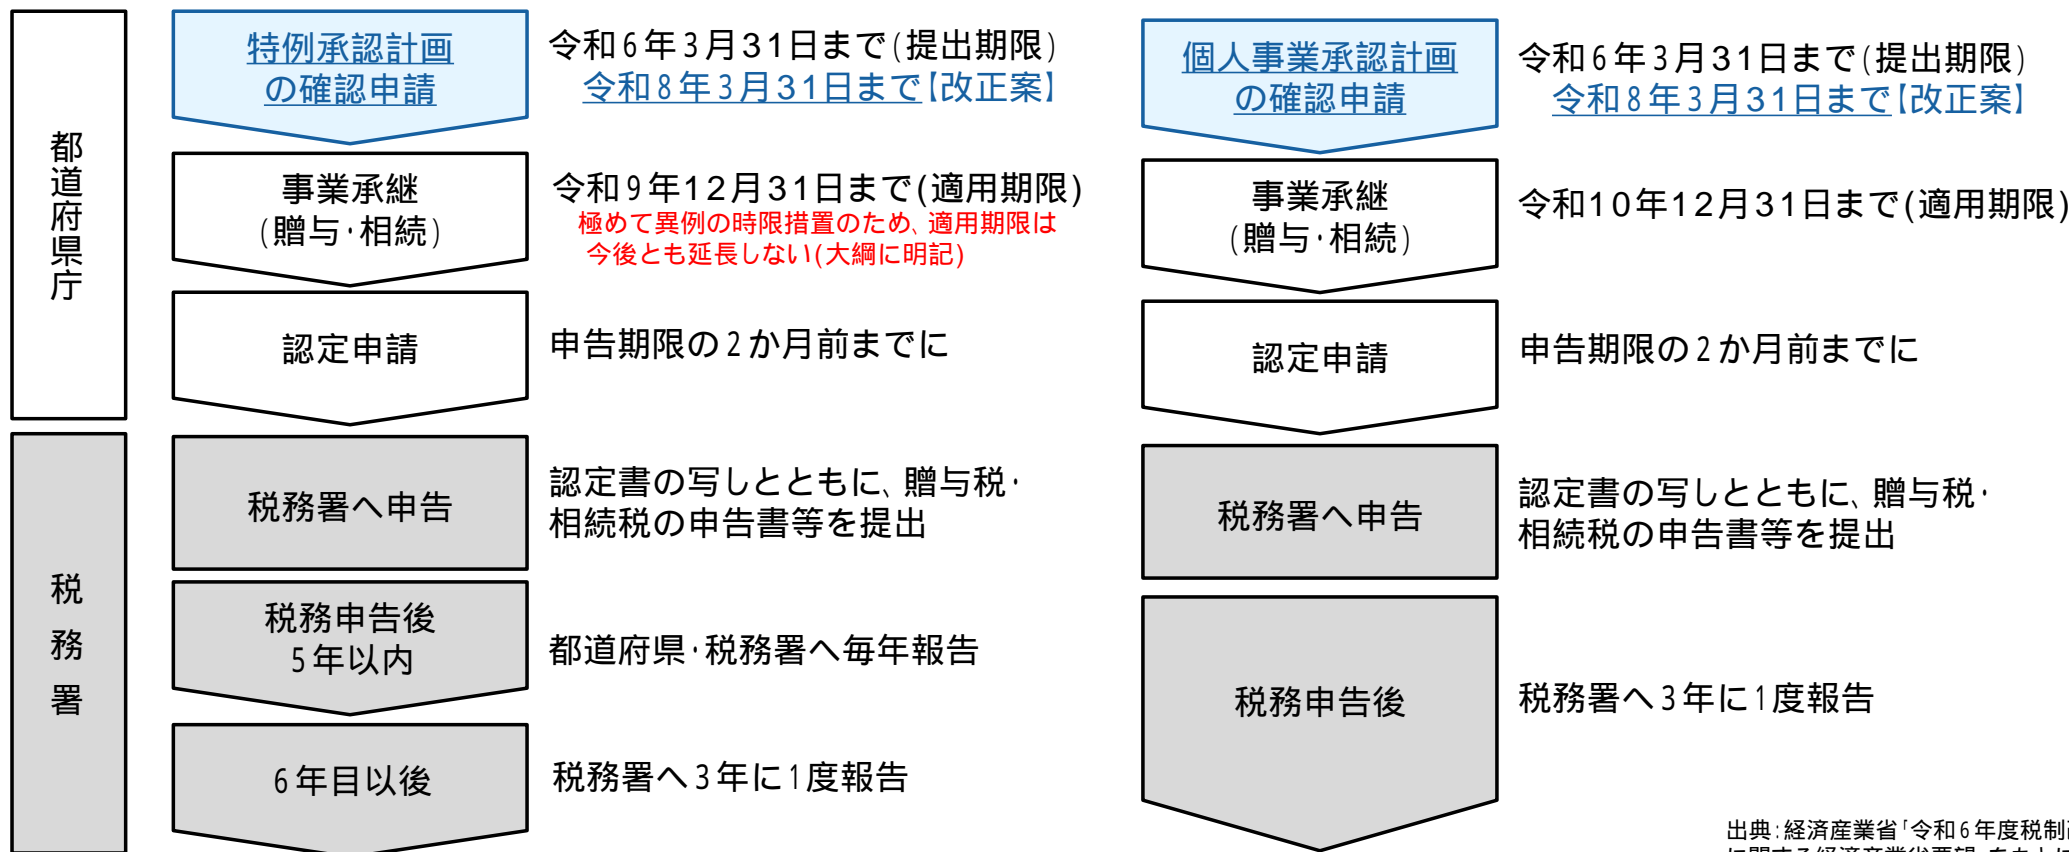 都道府県庁
特例承認計画
の確認申請
令和6年3月31日まで(提出期限)
令和8年3月31日まで【改正案】
事業承継
(贈与・相続)
令和9年12月31日まで(適用期限)
極めて異例の時限措置のため、適用期限は
今後とも延長しない(大綱に明記)
認定申請
申告期限の2か月前までに
税務署
税務署へ申告
認定書の写しとともに、贈与税・
相続税の申告書等を提出
税務申告後
5年以内
都道府県・税務署へ毎年報告
6年目以後
税務署へ3年に1度報告
個人事業承認計画
の確認申請
令和6年3月31日まで(提出期限)
令和8年3月31日まで【改正案】
事業承継
(贈与・相続)
令和10年12月31日まで(適用期限)
認定申請
申告期限の2か月前までに
税務署へ申告
認定書の写しとともに、贈与税・
相続税の申告書等を提出
税務申告後
税務署へ3年に1度報告
出典:経済産業省「令和6年度税制